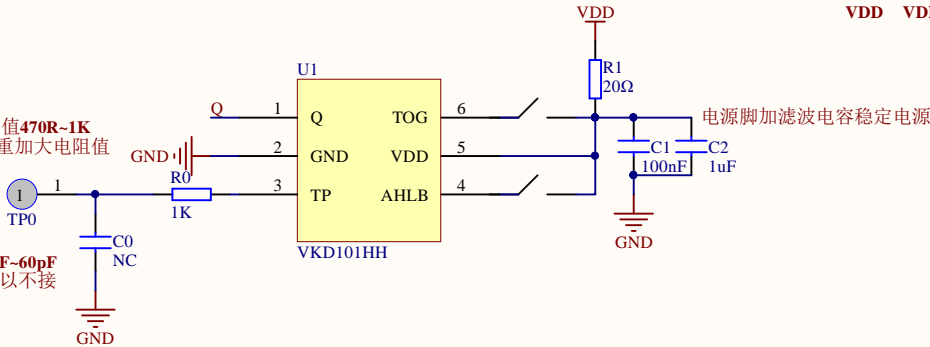 VDD
VDD
R1
20Ω
U1
Q
1
Q
TOG
6
值470R~1K
重加大电阻值
GND
2
GND
VDD
5
电源脚加滤波电容稳定电源
C1
100nF
C2
1uF
1
TP0
1
R0
1K
3
TP
AHLB
4
GND
VKD101HH
C0
NC
F~60pF
以不接
GND